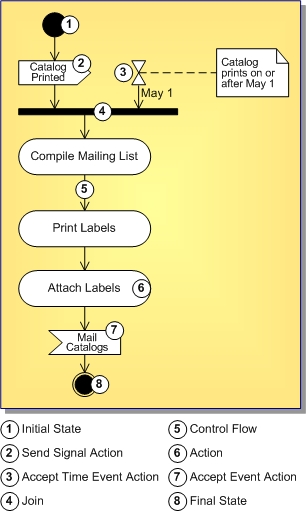 1
Catalog
Printed
2
3
May 1
Catalog
prints on or
after May 1
4
Compile Mailing List
5
Print Labels
Attach Labels
6
Mail
Catalogs
7
8
1 Initial State
2 Send Signal Action
3 Accept Time Event Action
4 Join
5 Control Flow
6 Action
7 Accept Event Action
8 Final State